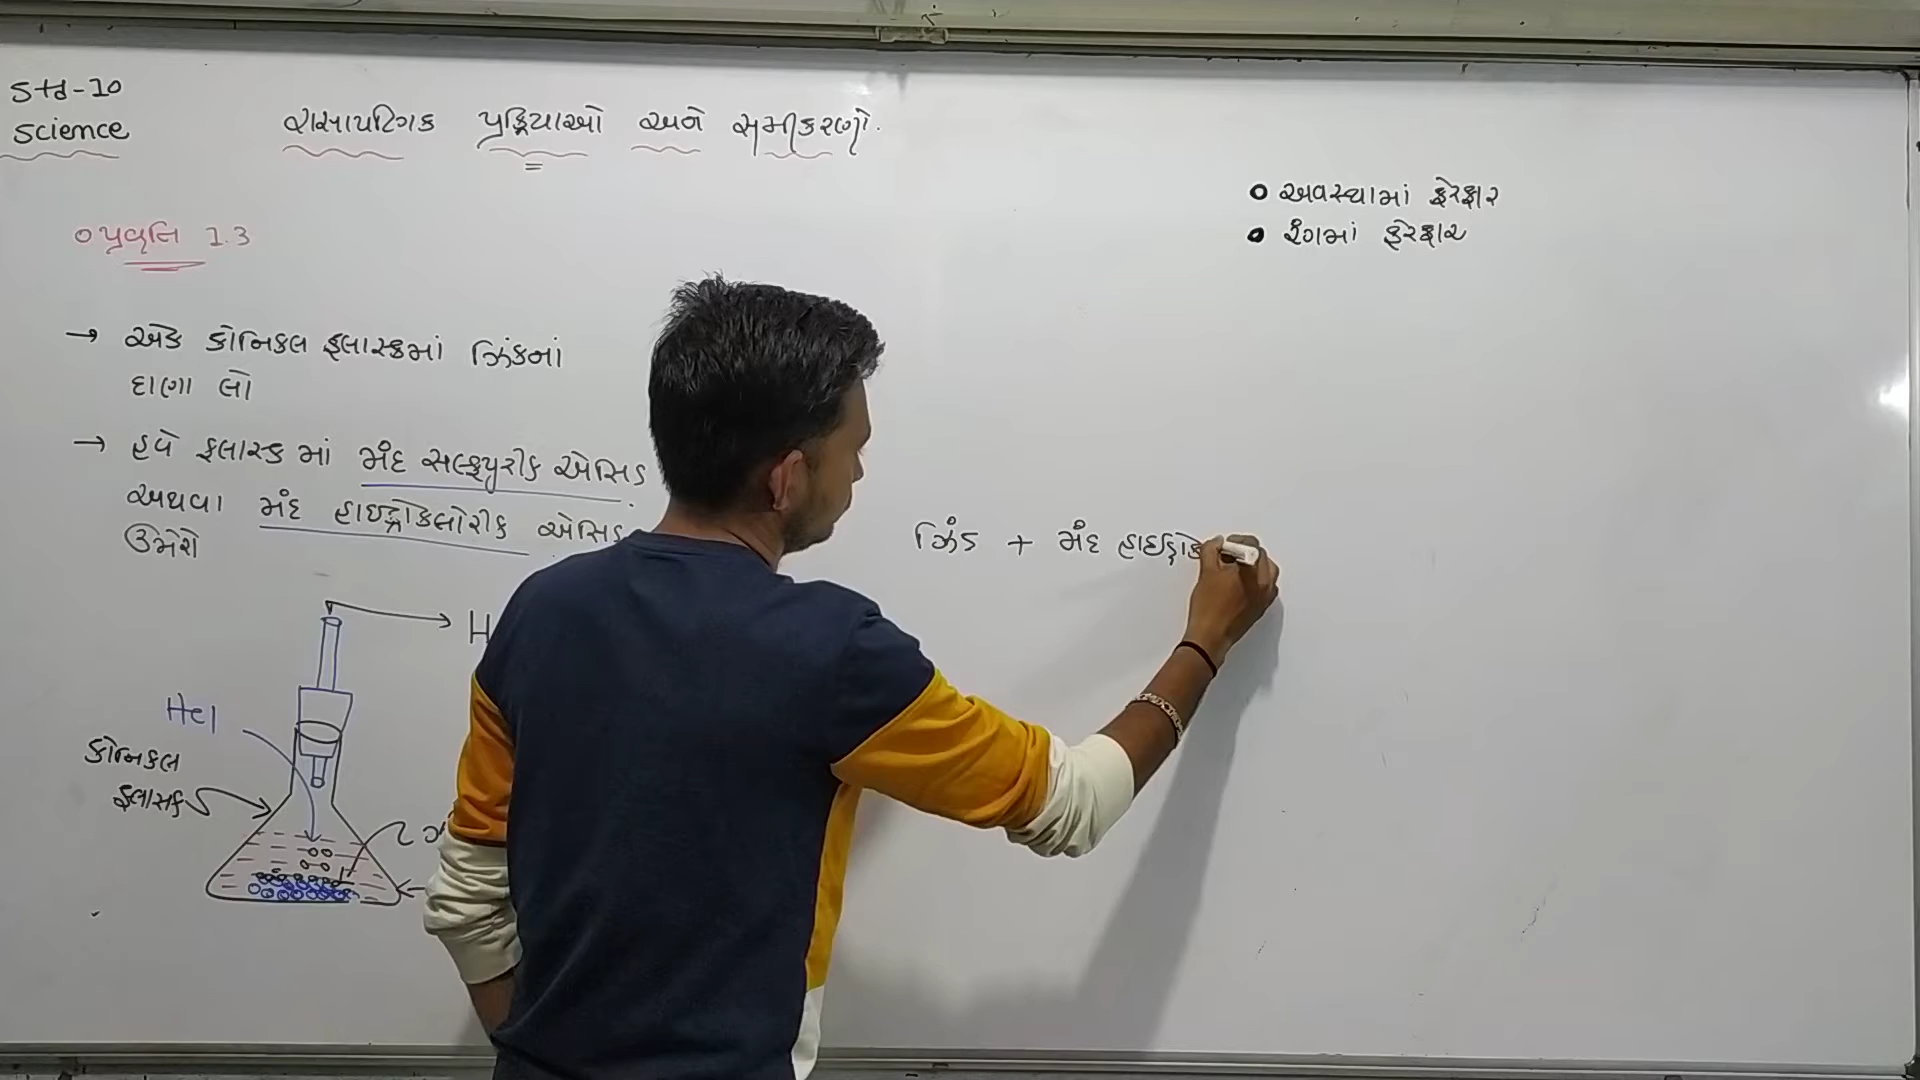 Std-10
Science
રાસાયણિક પ્રક્રિયાઓ અને સમીકરણો.
○ અવસ્થામાં ફેરફાર
● રંગમાં ફેરફાર
○ પ્રવૃત્તિ 1.3
→ એક કોનિકલ ફ્લાસ્કમાં ઝિંકનાં
દાણા લો
→ હવે ફ્લાસ્કમાં મંદ સલ્ફ્યુરીક એસિડ
અથવા મંદ હાઇડ્રોક્લોરીક એસિડ
ઉમેરો
ઝિંક + મંદ હાઇડ્રોક
H
Hcl
કોનિકલ
ફ્લાસ્ક